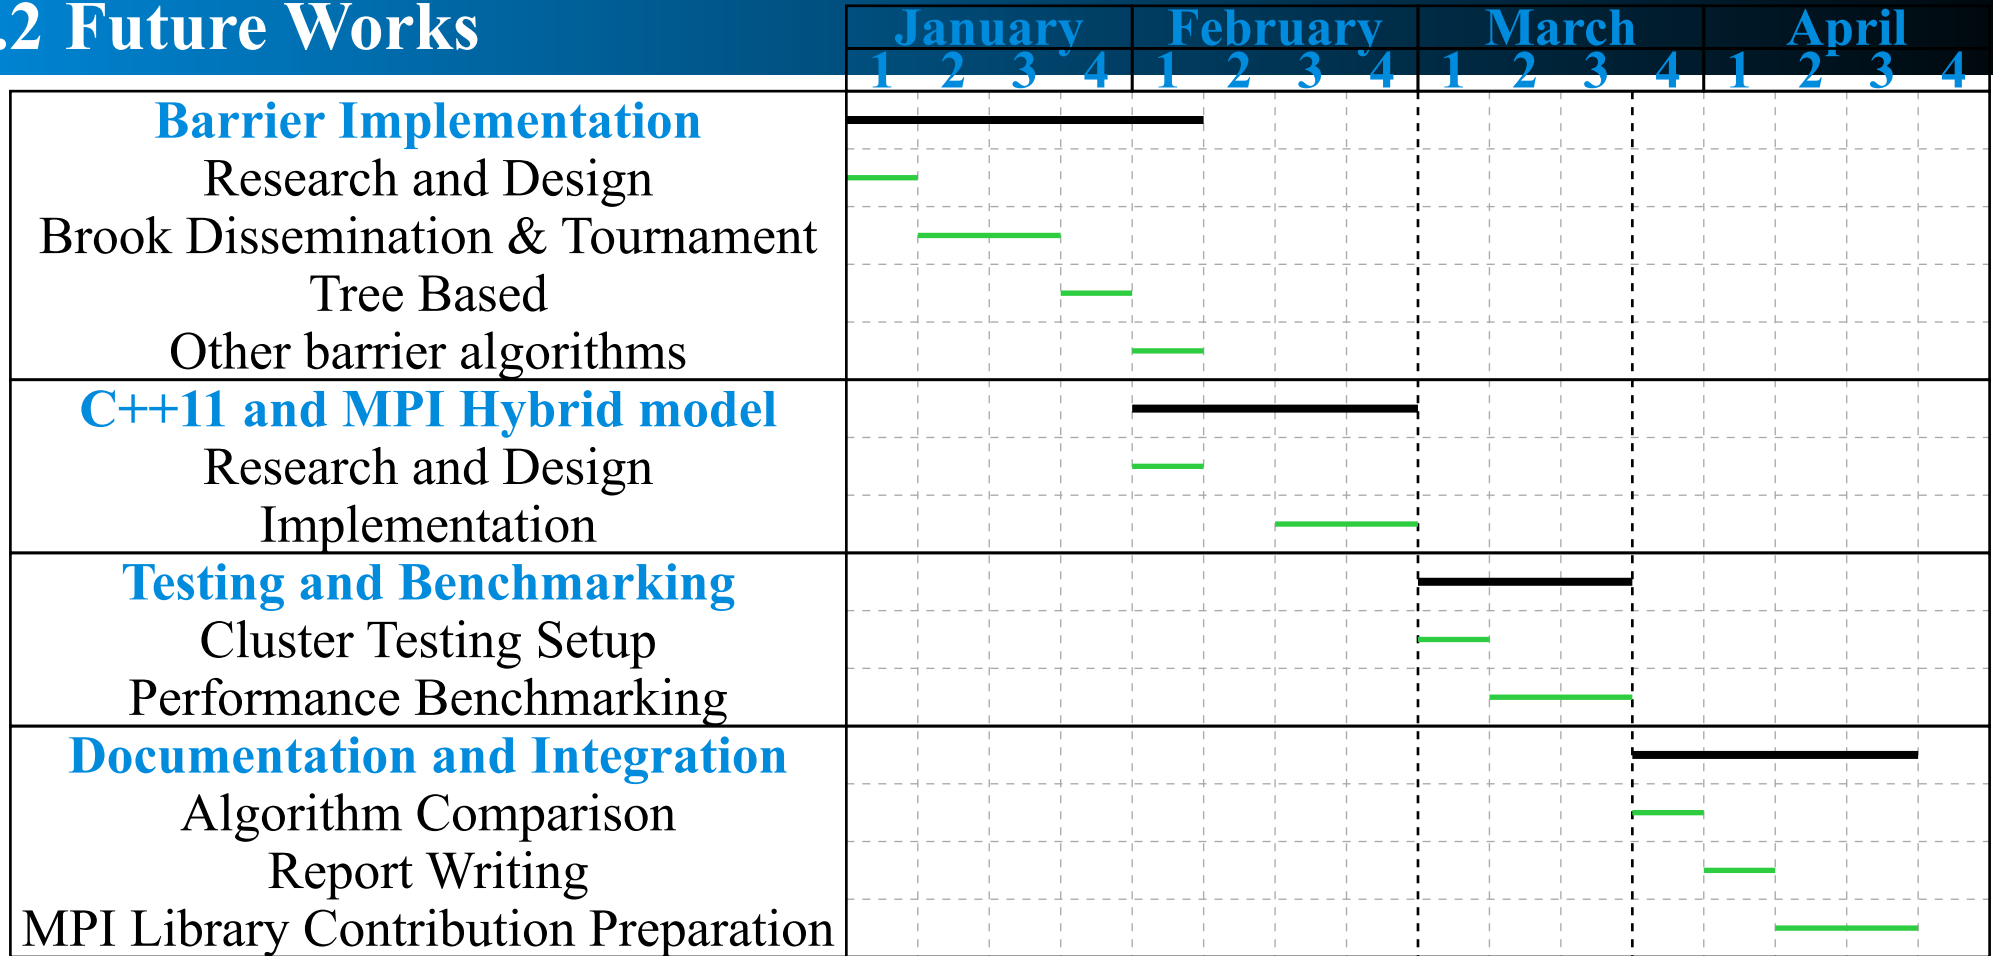 .2 Future Works
January February March April
1 2 3 4 1 2 3 4 1 2 3 4 1 2 3 4
Barrier Implementation
Research and Design
Brook Dissemination & Tournament
Tree Based
Other barrier algorithms
C++11 and MPI Hybrid model
Research and Design
Implementation
Testing and Benchmarking
Cluster Testing Setup
Performance Benchmarking
Documentation and Integration
Algorithm Comparison
Report Writing
MPI Library Contribution Preparation